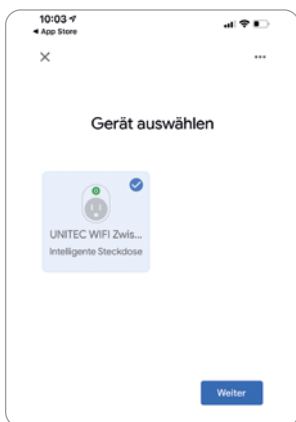 10:03
◄ App Store
Gerät auswählen
UNITEC WIFI Zwis...
Intelligente Steckdose
Weiter